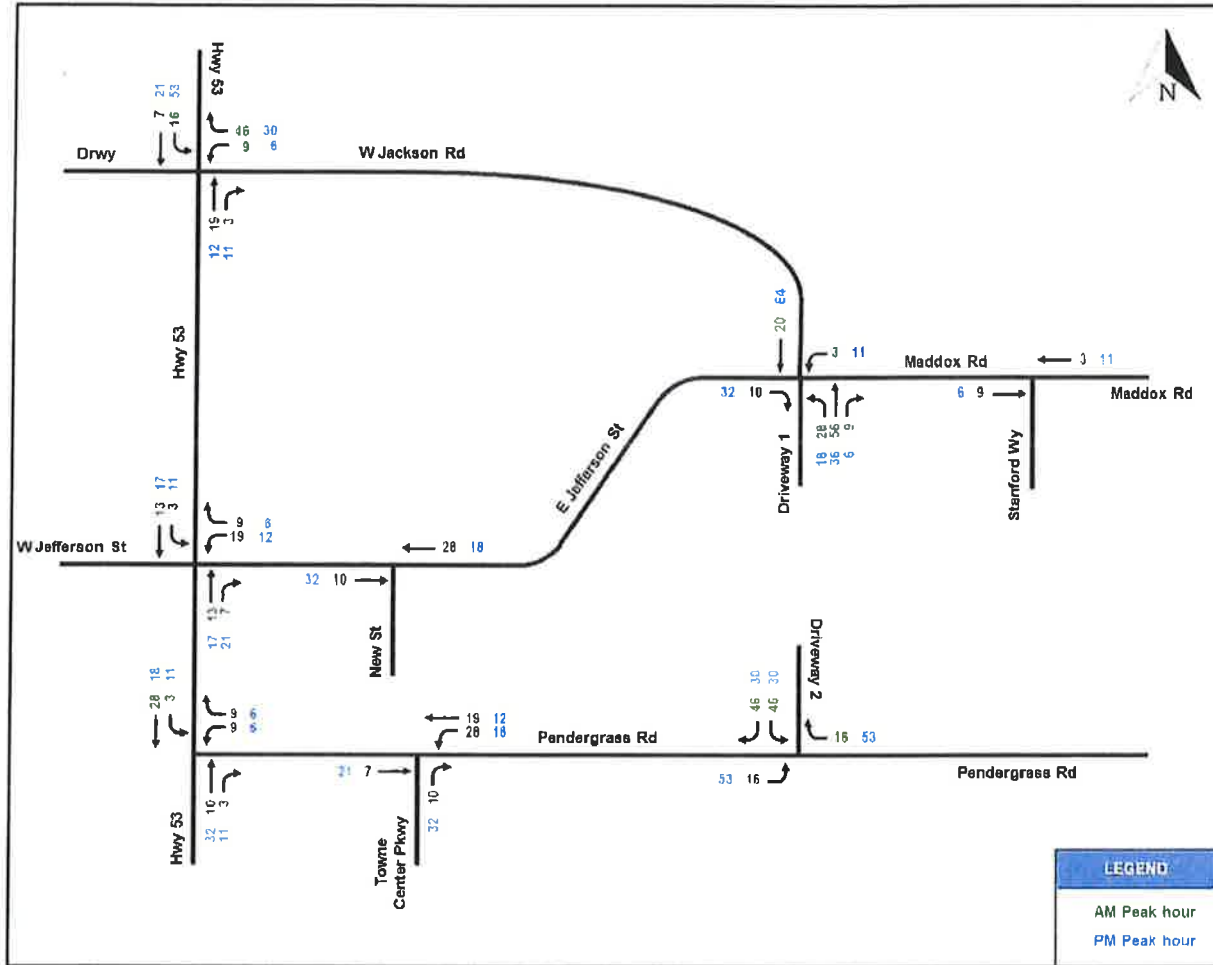 Hwy 53
N
7 21
16 53
46 30
9 6
Drwy
W Jackson Rd
12 19
11 3
Hwy 53
20 64
3 11
Maddox Rd
3 11
Maddox Rd
32 10
6 9
18 28
36 56
6 9
Driveway 1
Stanford Wy
E Jefferson St
13 17
3 11
9 6
19 12
W Jefferson St
28 18
32 10
17 13
21 7
New St
Driveway 2
28 18
3 11
9 6
9 6
19 12
28 18
Pendergrass Rd
46 30
46 30
16 53
21 7
53 16
Pendergrass Rd
32 10
11 3
32 10
Hwy 53
Towne
Center Pkwy
LEGEND
AM Peak hour
PM Peak hour